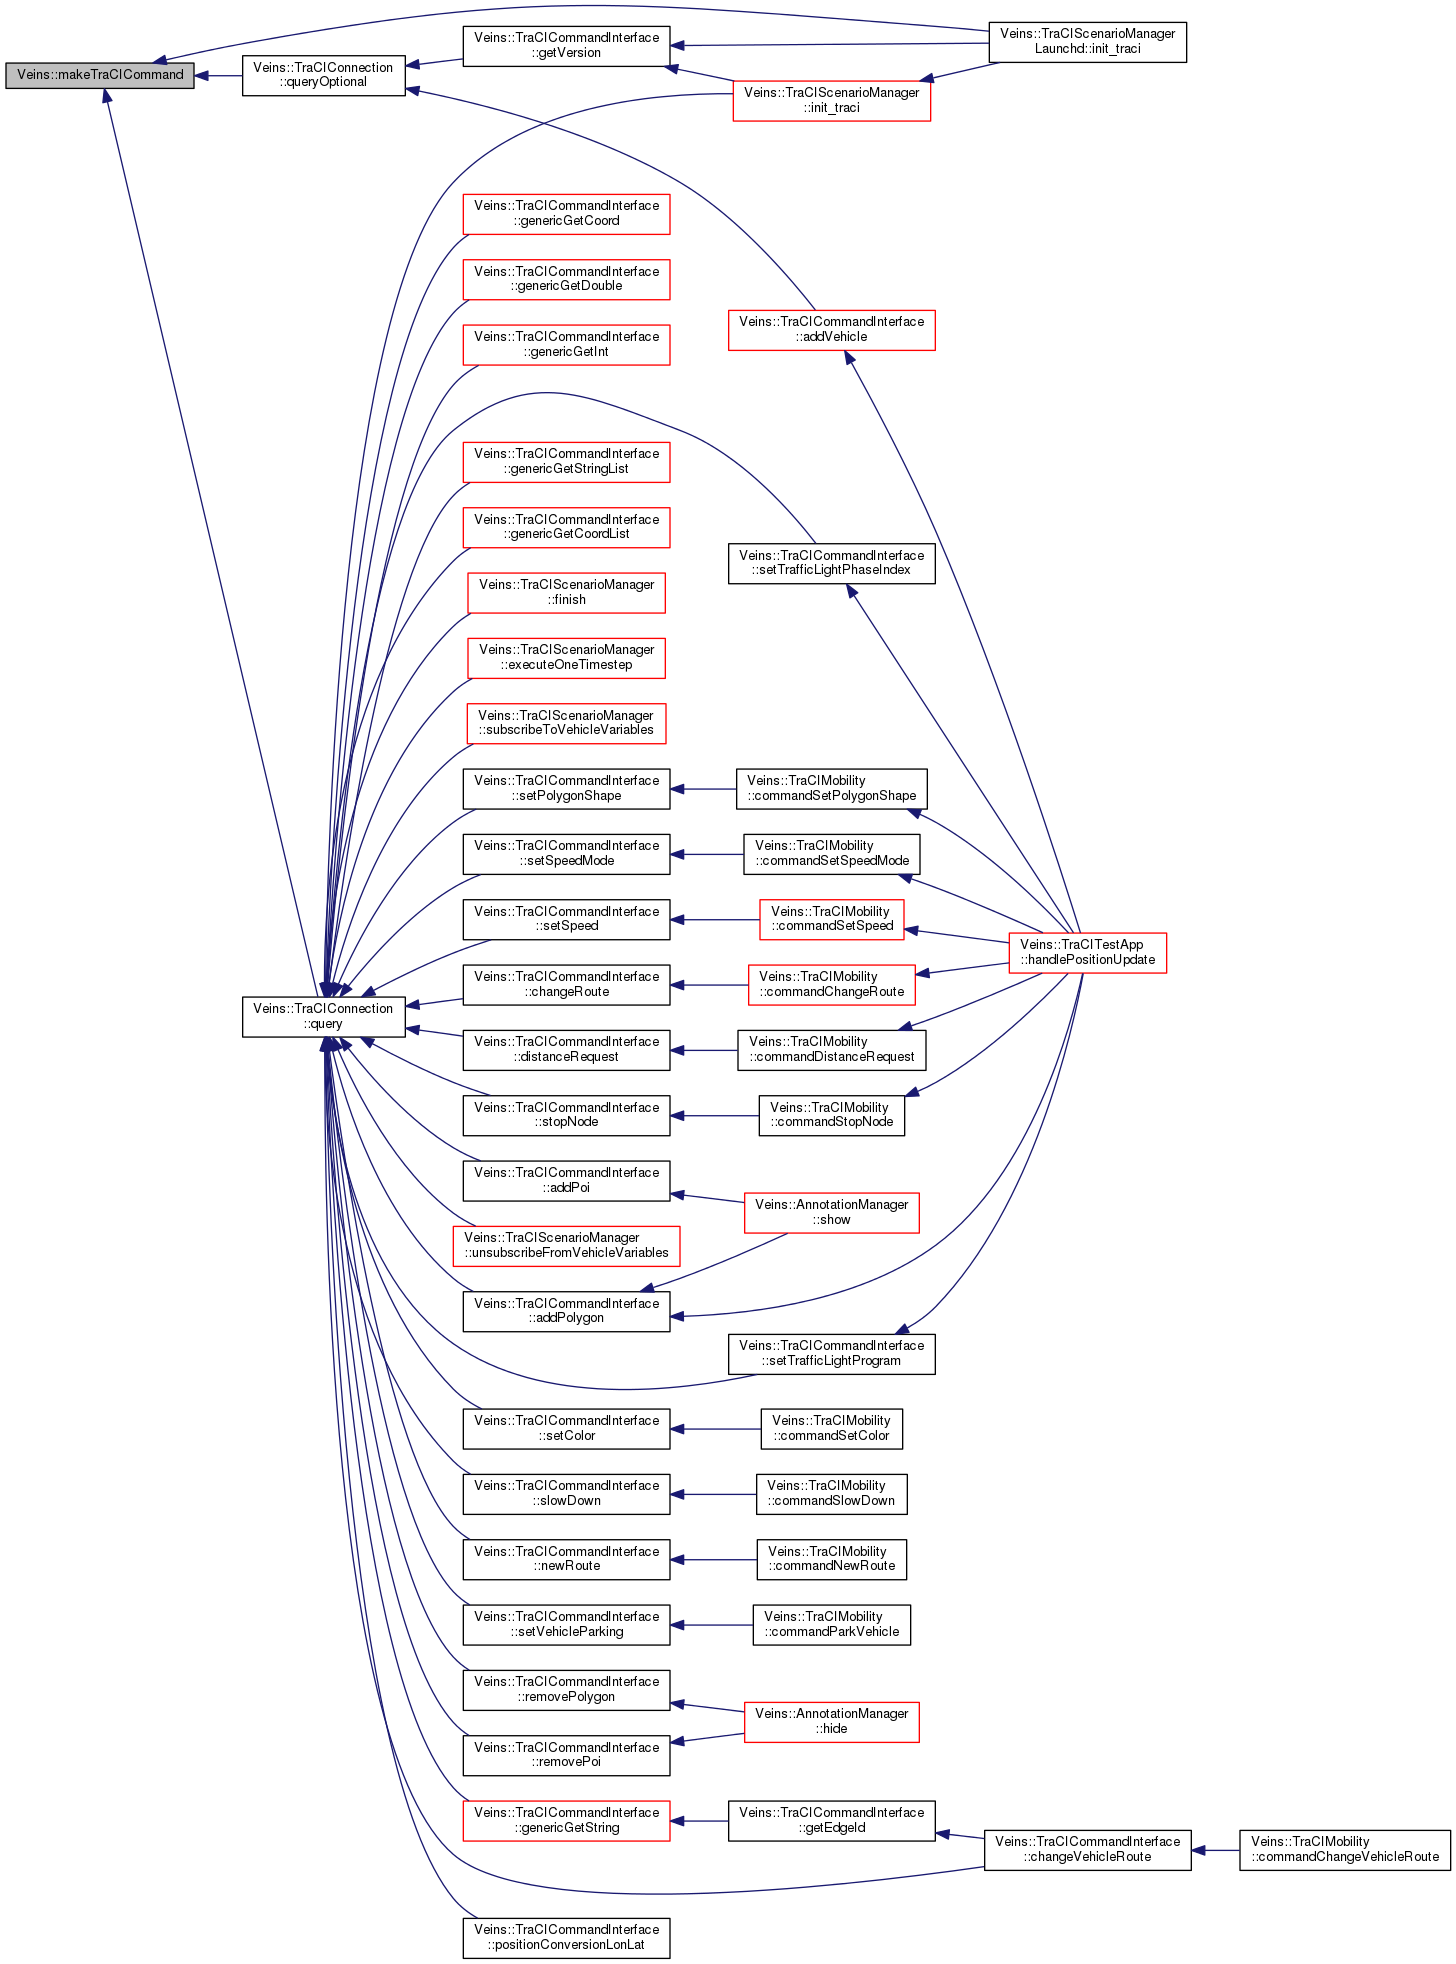 Veins::makeTraCICommand
Veins::TraCIConnection
::queryOptional
Veins::TraCICommandInterface
::getVersion
Veins::TraCIScenarioManager
Launchd::init_traci
Veins::TraCIScenarioManager
::init_traci
Veins::TraCICommandInterface
::genericGetCoord
Veins::TraCICommandInterface
::genericGetDouble
Veins::TraCICommandInterface
::genericGetInt
Veins::TraCICommandInterface
::addVehicle
Veins::TraCICommandInterface
::genericGetStringList
Veins::TraCICommandInterface
::genericGetCoordList
Veins::TraCICommandInterface
::setTrafficLightPhaseIndex
Veins::TraCIScenarioManager
::finish
Veins::TraCIScenarioManager
::executeOneTimestep
Veins::TraCIScenarioManager
::subscribeToVehicleVariables
Veins::TraCICommandInterface
::setPolygonShape
Veins::TraCIMobility
::commandSetPolygonShape
Veins::TraCICommandInterface
::setSpeedMode
Veins::TraCIMobility
::commandSetSpeedMode
Veins::TraCICommandInterface
::setSpeed
Veins::TraCIMobility
::commandSetSpeed
Veins::TraCITestApp
::handlePositionUpdate
Veins::TraCICommandInterface
::changeRoute
Veins::TraCIMobility
::commandChangeRoute
Veins::TraCIConnection
::query
Veins::TraCICommandInterface
::distanceRequest
Veins::TraCIMobility
::commandDistanceRequest
Veins::TraCICommandInterface
::stopNode
Veins::TraCIMobility
::commandStopNode
Veins::TraCICommandInterface
::addPoi
Veins::AnnotationManager
::show
Veins::TraCIScenarioManager
::unsubscribeFromVehicleVariables
Veins::TraCICommandInterface
::addPolygon
Veins::TraCICommandInterface
::setTrafficLightProgram
Veins::TraCICommandInterface
::setColor
Veins::TraCIMobility
::commandSetColor
Veins::TraCICommandInterface
::slowDown
Veins::TraCIMobility
::commandSlowDown
Veins::TraCICommandInterface
::newRoute
Veins::TraCIMobility
::commandNewRoute
Veins::TraCICommandInterface
::setVehicleParking
Veins::TraCIMobility
::commandParkVehicle
Veins::TraCICommandInterface
::removePolygon
Veins::AnnotationManager
::hide
Veins::TraCICommandInterface
::removePoi
Veins::TraCICommandInterface
::genericGetString
Veins::TraCICommandInterface
::getEdgeId
Veins::TraCICommandInterface
::changeVehicleRoute
Veins::TraCIMobility
::commandChangeVehicleRoute
Veins::TraCICommandInterface
::positionConversionLonLat